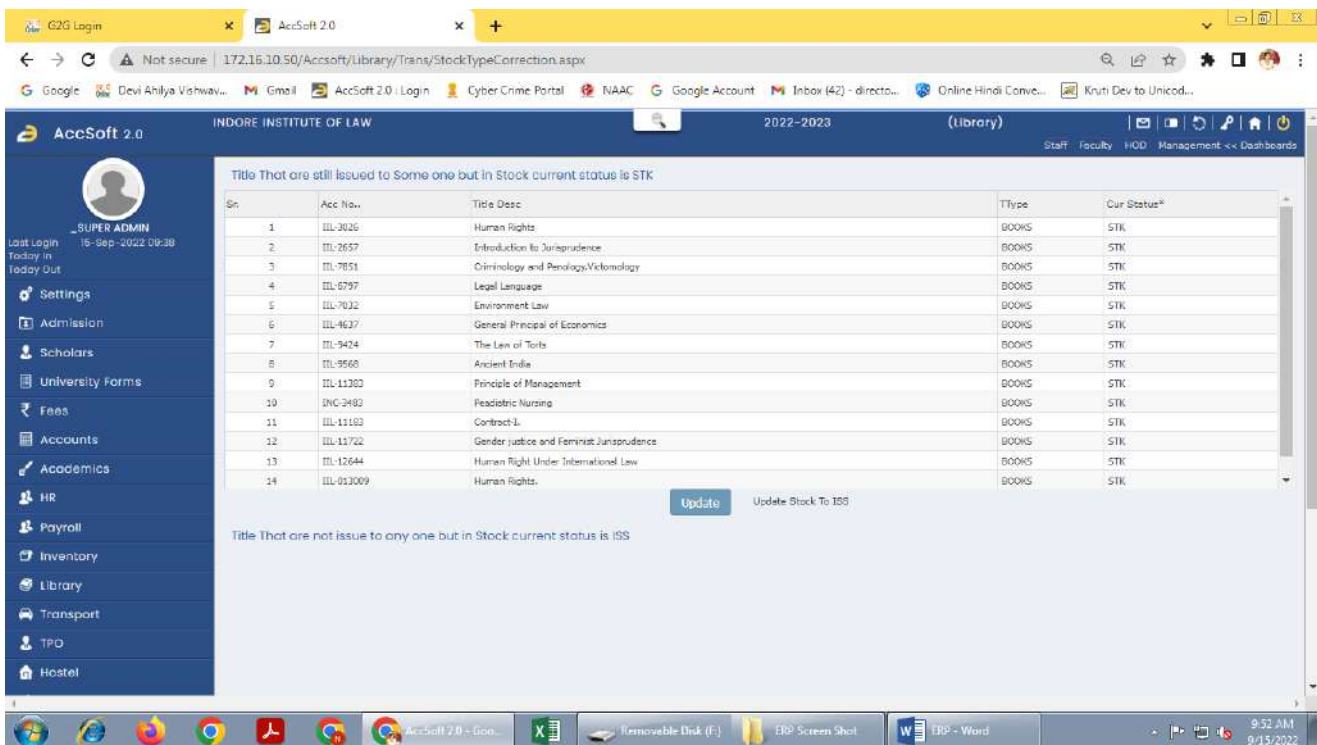 G2G Login
AccSoft 2.0
Not secure 172.16.10.50/Accsoft/Library/Trans/StockTypeCorrection.aspx
Google Devi Ahilya Vishwav... Gmail AccSoft 2.0 : Login Cyber Crime Portal NAAC Google Account Inbox (42) - directo... Online Hindi Conve... Kruti Dev to Unicod...
AccSoft 2.0
INDORE INSTITUTE OF LAW 2022-2023 (Library)
Staff Faculty HOD Management << Dashboards
_SUPER ADMIN
Last Login 15-Sep-2022 09:38
Today In
Today Out
Settings
Admission
Scholars
University Forms
Fees
Accounts
Academics
HR
Payroll
Inventory
Library
Transport
TPO
Hostel
Title That are still issued to Some one but in Stock current status is STK
Sn Acc No.. Title Desc TType Cur Status*
1 IIL-3026 Human Rights BOOKS STK
2 IIL-2657 Introduction to Jurisprudence BOOKS STK
3 IIL-7851 Criminology and Penology.Victomology BOOKS STK
4 IIL-6797 Legal Language BOOKS STK
5 IIL-7032 Environment Law BOOKS STK
6 IIL-4637 General Principal of Economics BOOKS STK
7 IIL-9424 The Law of Torts BOOKS STK
8 IIL-9568 Ancient India BOOKS STK
9 IIL-11383 Principle of Management BOOKS STK
10 INC-3483 Peadiatric Nursing BOOKS STK
11 IIL-11183 Contract-I. BOOKS STK
12 IIL-11722 Gender justice and Feminist Jurisprudence BOOKS STK
13 IIL-12644 Human Right Under International Law BOOKS STK
14 IIL-013009 Human Rights. BOOKS STK
Update Update Stock To ISS
Title That are not issue to any one but in Stock current status is ISS
AccSoft 2.0 - Goo... Removable Disk (F:) ERP Screen Shot ERP - Word
9:52 AM
9/15/2022